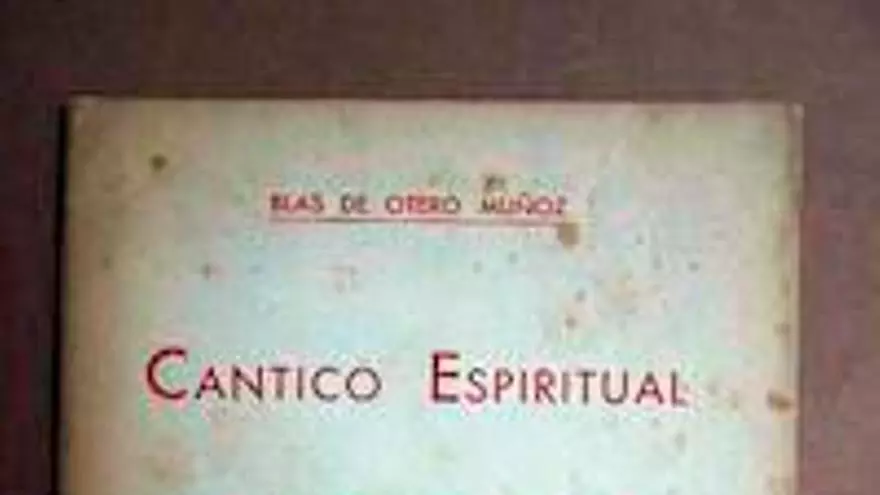 BLAS DE OTERO MUÑOZ
CANTICO ESPIRITUAL